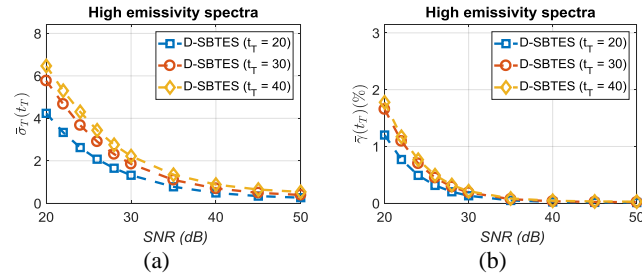 High emissivity spectra
D-SBTES (t_T = 20)
D-SBTES (t_T = 30)
D-SBTES (t_T = 40)
σ̄_T(t_T)
8
6
4
2
0
20
30
40
50
SNR (dB)
(a)
High emissivity spectra
D-SBTES (t_T = 20)
D-SBTES (t_T = 30)
D-SBTES (t_T = 40)
γ̄(t_T)(%)
3
2
1
0
20
30
40
50
SNR (dB)
(b)